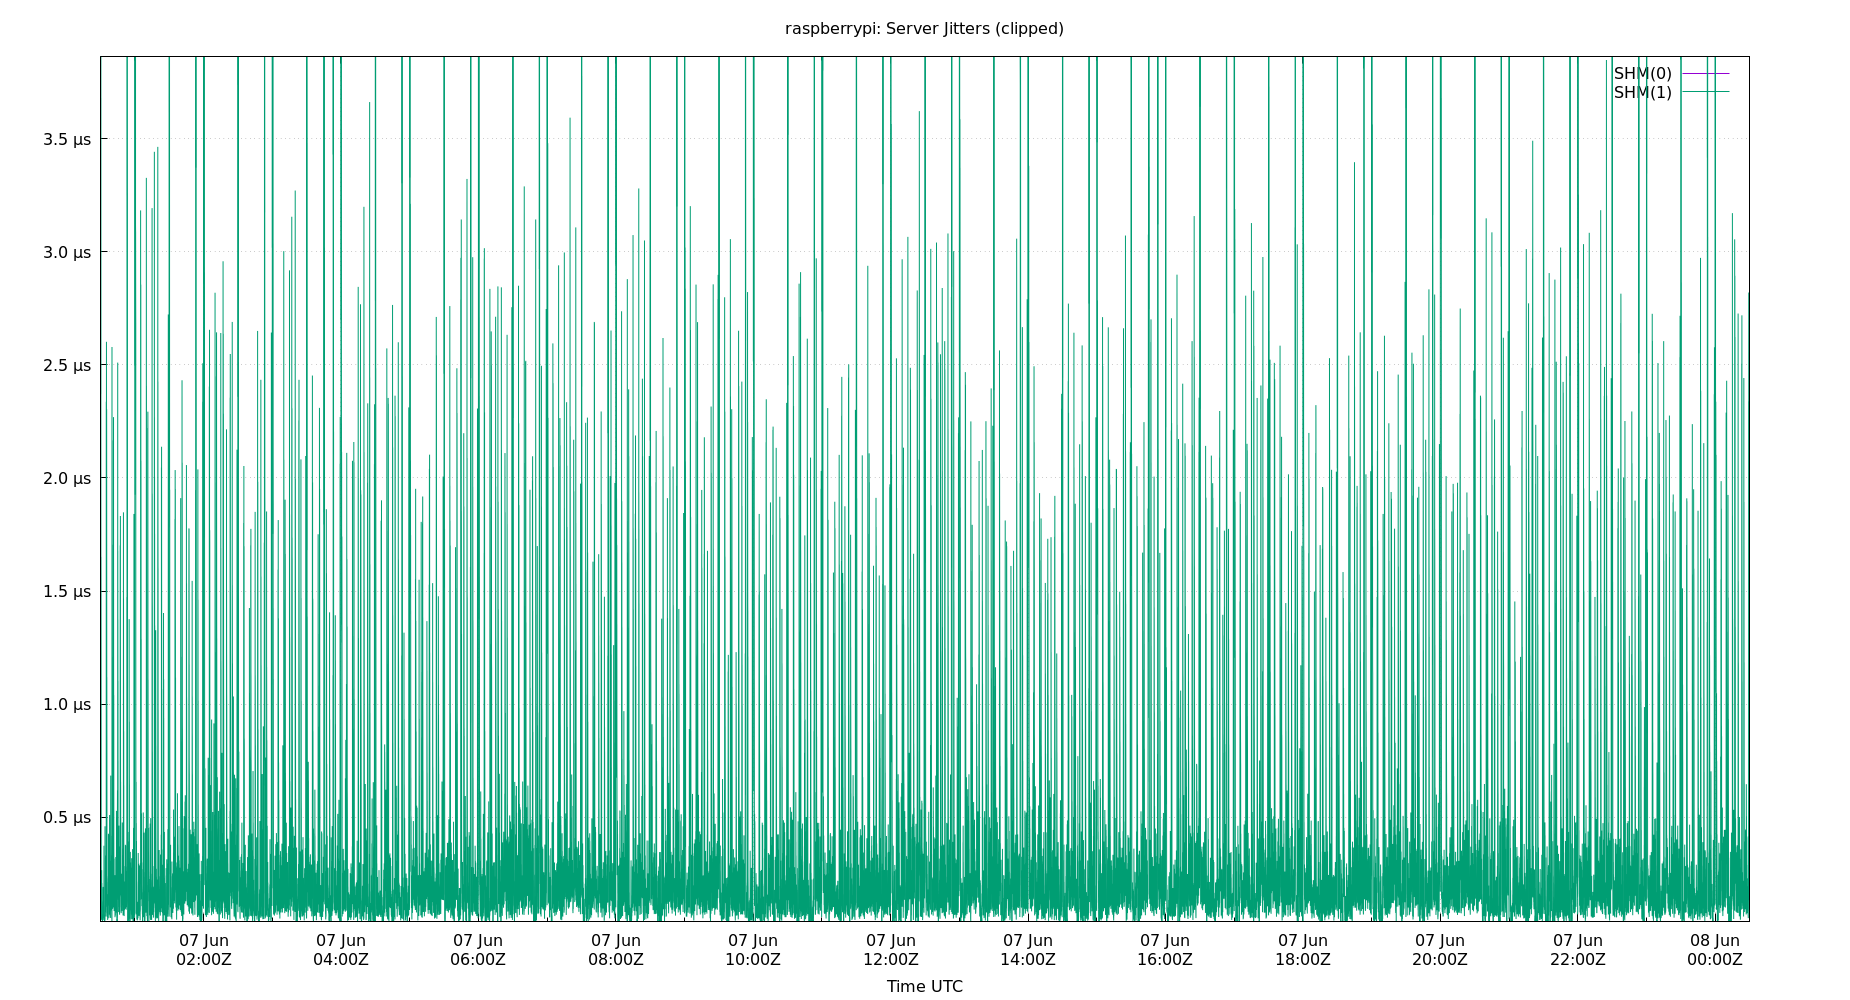 raspberrypi: Server Jitters (clipped)
SHM(0)
SHM(1)
3.5 µs
3.0 µs
2.5 µs
2.0 µs
1.5 µs
1.0 µs
0.5 µs
07 Jun 07 Jun 07 Jun 07 Jun 07 Jun 07 Jun 07 Jun 07 Jun 07 Jun 07 Jun 07 Jun 08 Jun
02:00Z 04:00Z 06:00Z 08:00Z 10:00Z 12:00Z 14:00Z 16:00Z 18:00Z 20:00Z 22:00Z 00:00Z
Time UTC